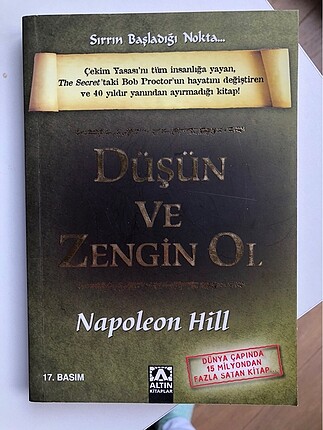 Sırrın Başladığı Nokta...
Çekim Yasası'nı tüm insanlığa yayan,
The Secret'taki Bob Proctor'un hayatını değiştiren
ve 40 yıldır yanından ayırmadığı kitap!
DÜŞÜN
VE
ZENGİN OL
Napoleon Hill
DÜNYA ÇAPINDA
15 MİLYONDAN
FAZLA SATAN KİTAP...
17. BASIM
ALTIN
KİTAPLAR